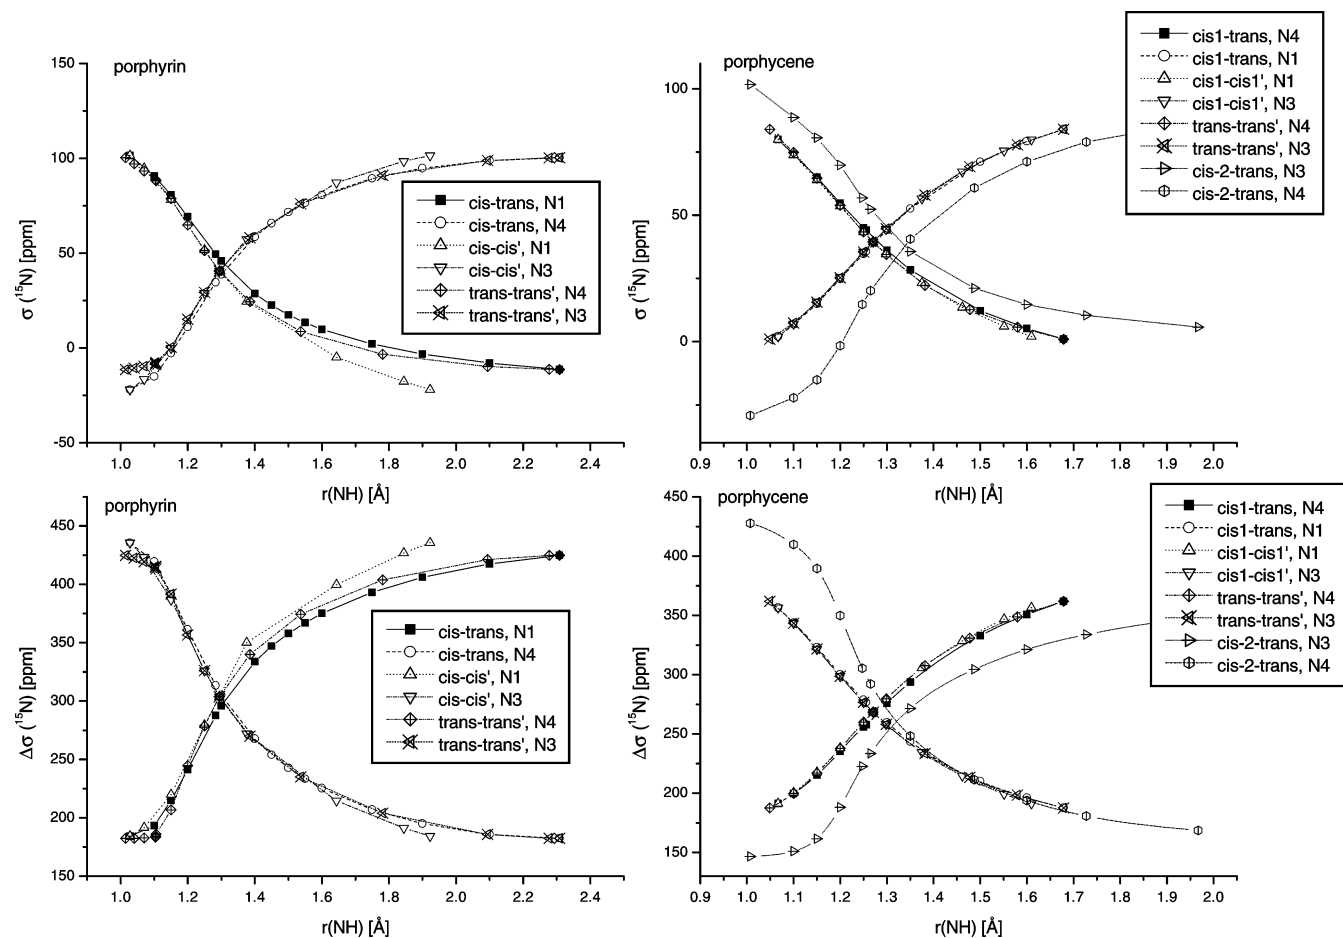 porphyrin
150
100
50
0
-50
σ (¹⁵N) [ppm]
cis-trans, N1
cis-trans, N4
cis-cis', N1
cis-cis', N3
trans-trans', N4
trans-trans', N3
1.0 1.2 1.4 1.6 1.8 2.0 2.2 2.4
r(NH) [Å]
porphycene
100
50
0
σ (¹⁵N) [ppm]
cis1-trans, N4
cis1-trans, N1
cis1-cis1', N1
cis1-cis1', N3
trans-trans', N4
trans-trans', N3
cis-2-trans, N3
cis-2-trans, N4
0.9 1.0 1.1 1.2 1.3 1.4 1.5 1.6 1.7 1.8 1.9 2.0
r(NH) [Å]
porphyrin
450
400
350
300
250
200
150
Δσ (¹⁵N) [ppm]
cis-trans, N1
cis-trans, N4
cis-cis', N1
cis-cis', N3
trans-trans', N4
trans-trans', N3
1.0 1.2 1.4 1.6 1.8 2.0 2.2 2.4
r(NH) [Å]
porphycene
450
400
350
300
250
200
150
Δσ (¹⁵N) [ppm]
cis1-trans, N4
cis1-trans, N1
cis1-cis1', N1
cis1-cis1', N3
trans-trans', N4
trans-trans', N3
cis-2-trans, N3
cis-2-trans, N4
0.9 1.0 1.1 1.2 1.3 1.4 1.5 1.6 1.7 1.8 1.9 2.0
r(NH) [Å]